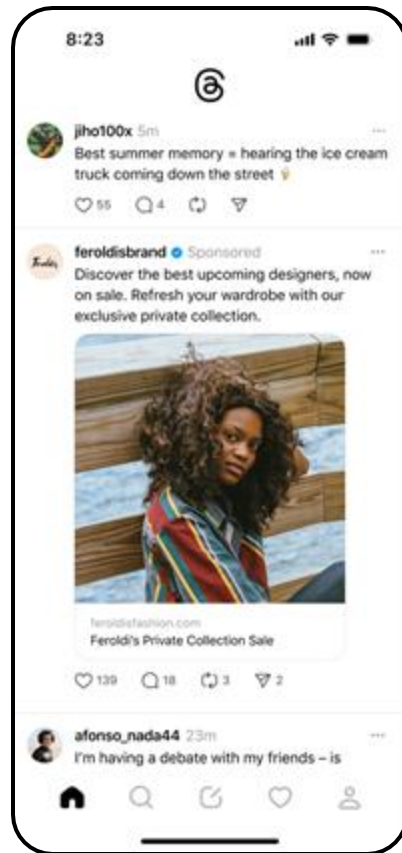 8:23
jiho100x 5m
Best summer memory = hearing the ice cream
truck coming down the street 🍦
55 4
feroldisbrand Sponsored
Discover the best upcoming designers, now
on sale. Refresh your wardrobe with our
exclusive private collection.
feroldisfashion.com
Feroldi's Private Collection Sale
139 18 3 2
afonso_nada44 23m
I'm having a debate with my friends – is